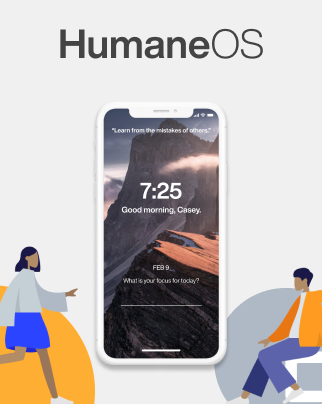 HumaneOS
"Learn from the mistakes of others."
7:25
Good morning, Casey.
FEB 9
What is your focus for today?